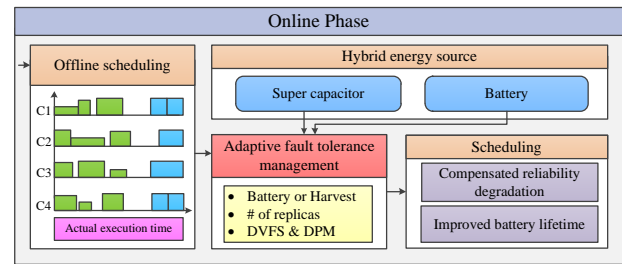 Online Phase
Offline scheduling
C1
C2
C3
C4
Actual execution time
Hybrid energy source
Super capacitor
Battery
Adaptive fault tolerance
management
• Battery or Harvest
• # of replicas
• DVFS & DPM
Scheduling
Compensated reliability
degradation
Improved battery lifetime